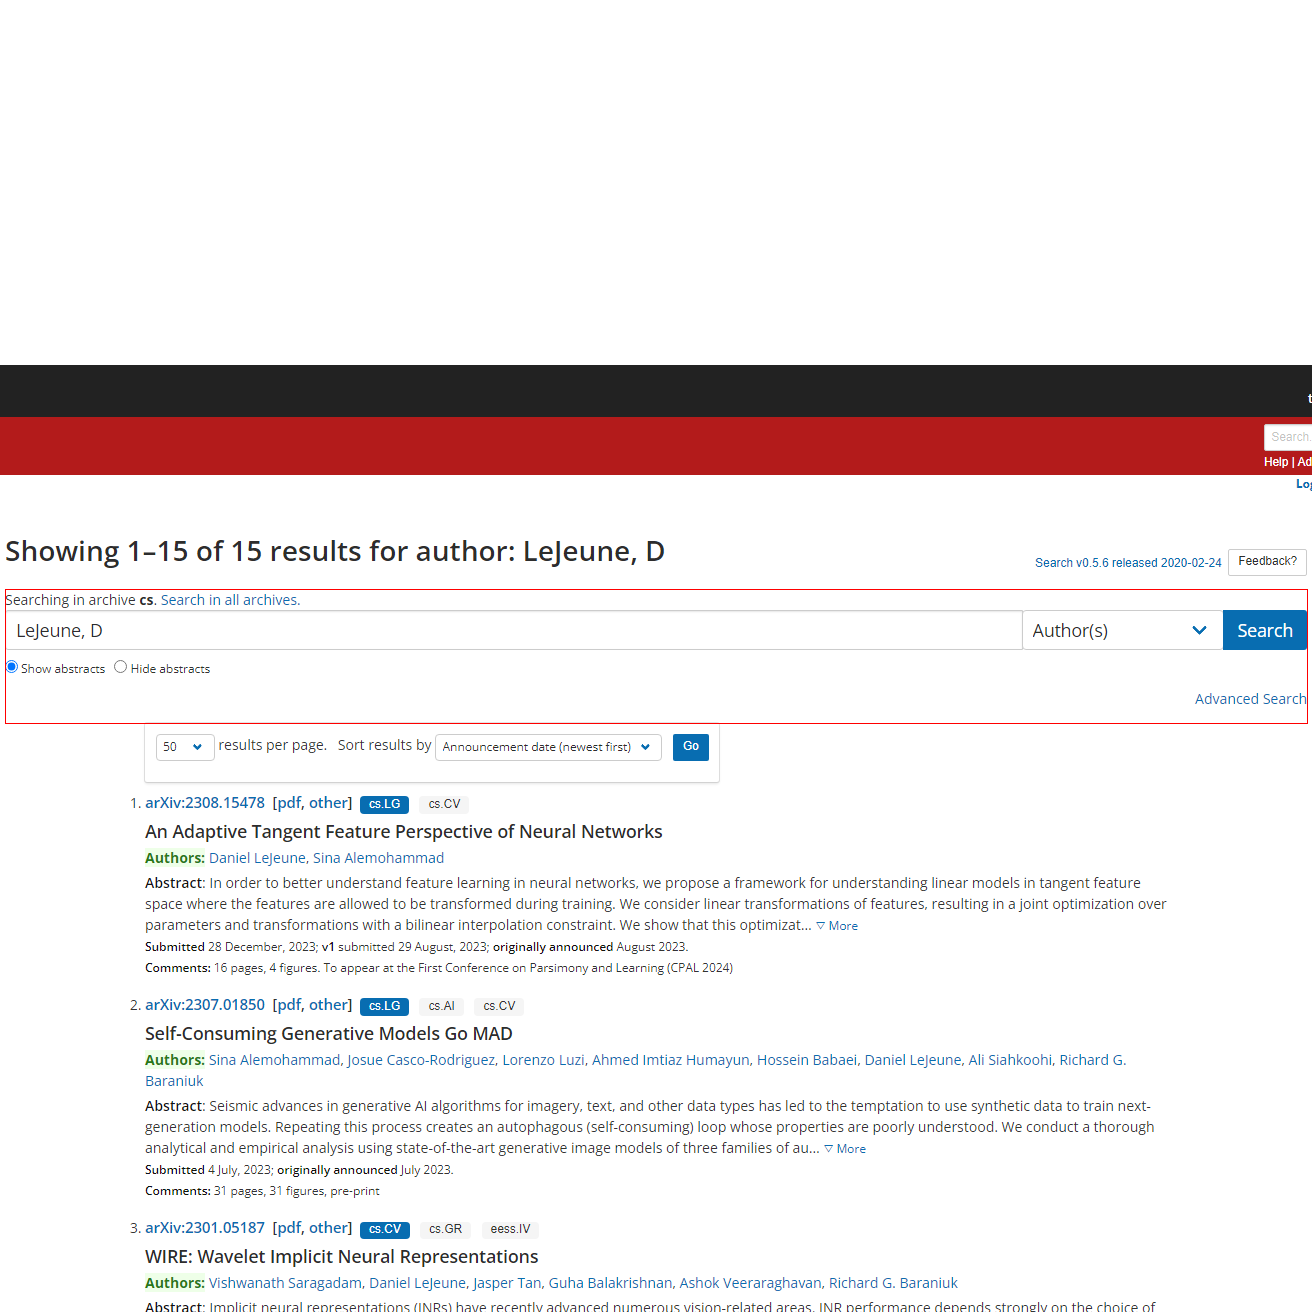 Search.
Help | Ad
Showing 1–15 of 15 results for author: LeJeune, D
Search v0.5.6 released 2020-02-24
Feedback?
Searching in archive cs. Search in all archives.
LeJeune, D
Author(s)
Search
Show abstracts Hide abstracts
Advanced Search
50 results per page. Sort results by Announcement date (newest first) Go
1. arXiv:2308.15478 [pdf, other] cs.LG cs.CV
An Adaptive Tangent Feature Perspective of Neural Networks
Authors: Daniel LeJeune, Sina Alemohammad
Abstract: In order to better understand feature learning in neural networks, we propose a framework for understanding linear models in tangent feature
space where the features are allowed to be transformed during training. We consider linear transformations of features, resulting in a joint optimization over
parameters and transformations with a bilinear interpolation constraint. We show that this optimizat… ▽ More
Submitted 28 December, 2023; v1 submitted 29 August, 2023; originally announced August 2023.
Comments: 16 pages, 4 figures. To appear at the First Conference on Parsimony and Learning (CPAL 2024)
2. arXiv:2307.01850 [pdf, other] cs.LG cs.AI cs.CV
Self-Consuming Generative Models Go MAD
Authors: Sina Alemohammad, Josue Casco-Rodriguez, Lorenzo Luzi, Ahmed Imtiaz Humayun, Hossein Babaei, Daniel LeJeune, Ali Siahkoohi, Richard G.
Baraniuk
Abstract: Seismic advances in generative AI algorithms for imagery, text, and other data types has led to the temptation to use synthetic data to train next-
generation models. Repeating this process creates an autophagous (self-consuming) loop whose properties are poorly understood. We conduct a thorough
analytical and empirical analysis using state-of-the-art generative image models of three families of au… ▽ More
Submitted 4 July, 2023; originally announced July 2023.
Comments: 31 pages, 31 figures, pre-print
3. arXiv:2301.05187 [pdf, other] cs.CV cs.GR eess.IV
WIRE: Wavelet Implicit Neural Representations
Authors: Vishwanath Saragadam, Daniel LeJeune, Jasper Tan, Guha Balakrishnan, Ashok Veeraraghavan, Richard G. Baraniuk
Abstract: Implicit neural representations (INRs) have recently advanced numerous vision-related areas. INR performance depends strongly on the choice of